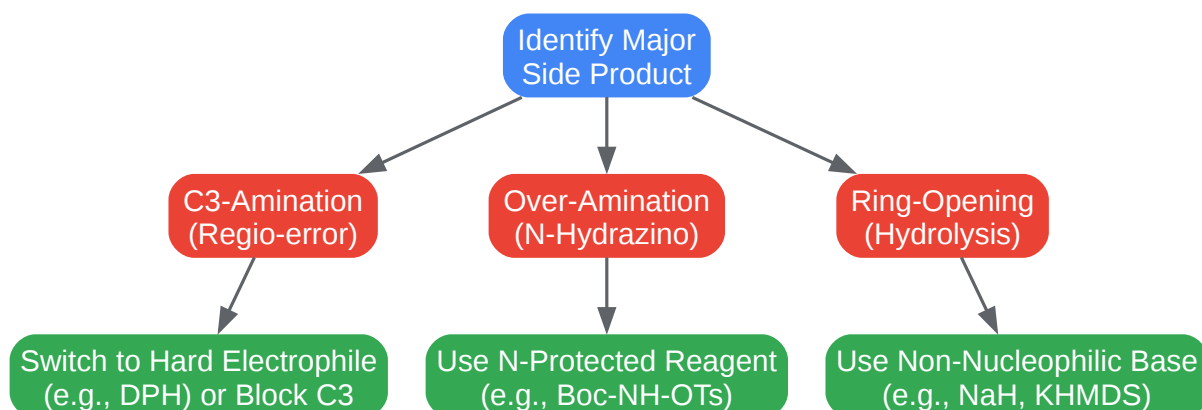 Identify Major
Side Product
C3-Amination
(Regio-error)
Over-Amination
(N-Hydrazino)
Ring-Opening
(Hydrolysis)
Switch to Hard Electrophile
(e.g., DPH) or Block C3
Use N-Protected Reagent
(e.g., Boc-NH-OTs)
Use Non-Nucleophilic Base
(e.g., NaH, KHMDS)